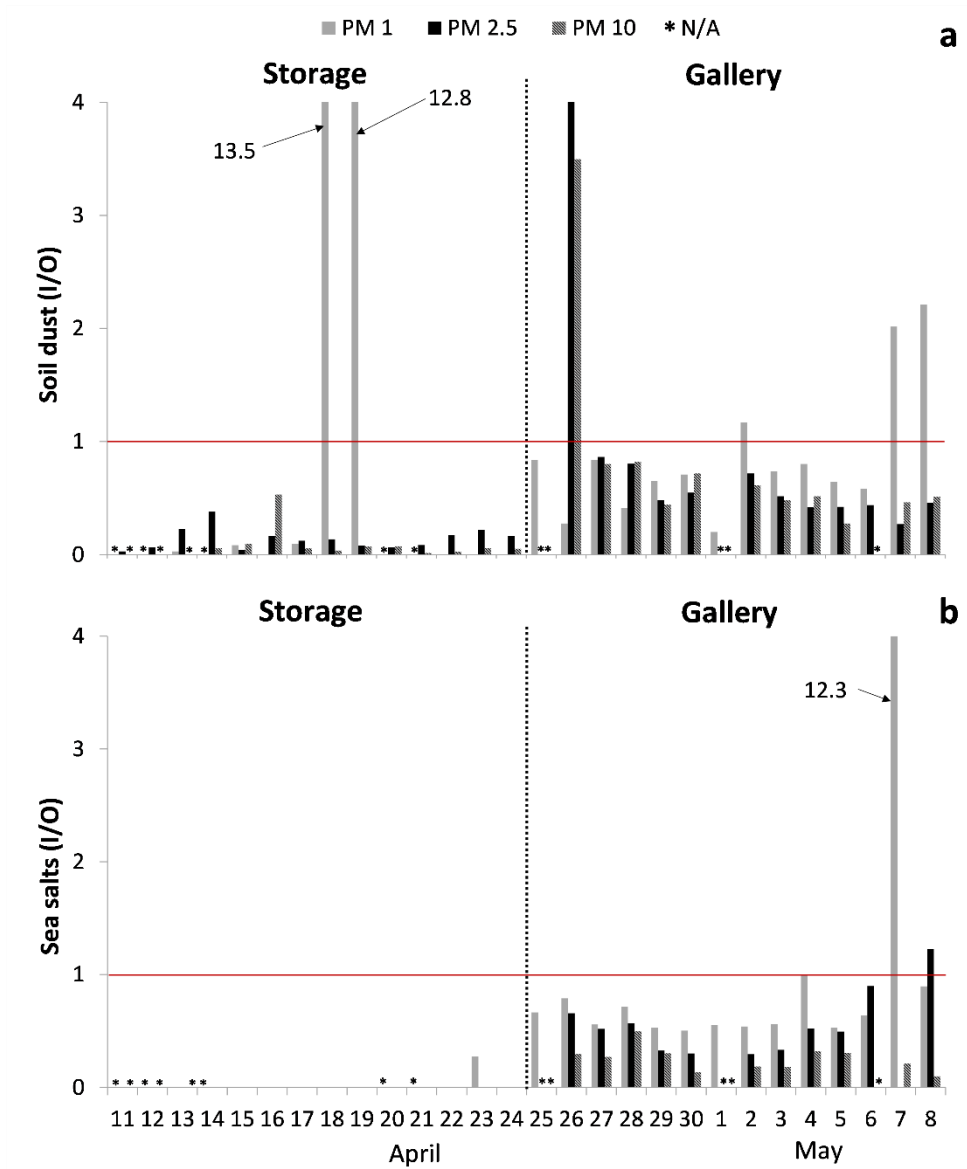 PM 1 PM 2.5 PM 10 * N/A
a
Storage Gallery
Soil dust (I/O)
4
3
2
1
0
13.5
12.8
* * * * * * * * ** ** *
b
Storage Gallery
Sea salts (I/O)
4
3
2
1
0
12.3
* * * * ** * * ** ** *
11 12 13 14 15 16 17 18 19 20 21 22 23 24 25 26 27 28 29 30 1 2 3 4 5 6 7 8
April May